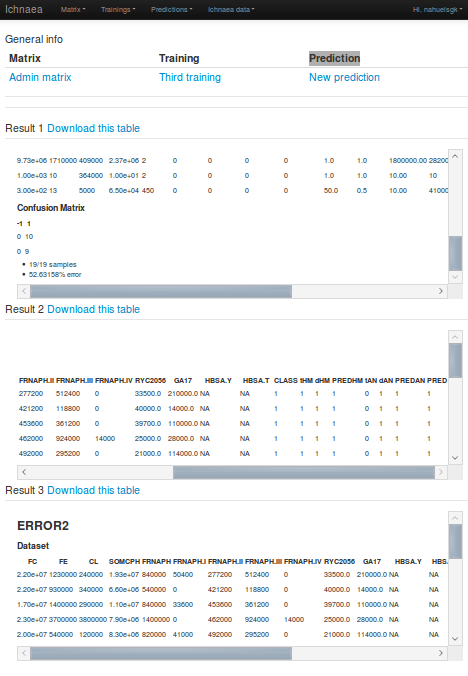 Ichnaea Matrix Trainings Predictions Ichnaea data Hi, nahuelsgk
General info
Matrix Training Prediction
Admin matrix Third training New prediction
Result 1 Download this table
9.73e+06 1710000 409000 2.37e+06 2 0 0 0 0 1.0 1.0 1800000.00 28200
1.00e+03 10 364000 1.00e+01 2 0 0 0 0 1.0 1.0 10.00 10
3.00e+02 13 5000 6.50e+04 450 0 0 0 0 50.0 0.5 10.00 41000
Confusion Matrix
-1 1
0 10
0 9
• 19/19 samples
• 52.63158% error
Result 2 Download this table
FRNAPH.II FRNAPH.III FRNAPH.IV RYC2056 GA17 HBSA.Y HBSA.T CLASS tHM dHM PREDHM tAN dAN PREDAN PRED
277200 512400 0 33500.0 210000.0 NA NA 1 1 1 1 0 1 1 1
421200 118800 0 40000.0 14000.0 NA NA 1 1 1 1 0 1 1 1
453600 361200 0 39700.0 110000.0 NA NA 1 1 1 1 0 1 1 1
462000 924000 14000 25000.0 28000.0 NA NA 1 1 1 1 0 1 1 1
492000 295200 0 21000.0 114000.0 NA NA 1 1 1 1 0 1 1 1
Result 3 Download this table
ERROR2
Dataset
FC FE CL SOMCPH FRNAPH FRNAPH.I FRNAPH.II FRNAPH.III FRNAPH.IV RYC2056 GA17 HBSA.Y HBS
2.20e+07 1230000 240000 1.93e+07 840000 50400 277200 512400 0 33500.0 210000.0 NA NA
2.20e+07 930000 340000 6.60e+06 540000 0 421200 118800 0 40000.0 14000.0 NA NA
1.70e+07 1400000 290000 1.10e+07 840000 33600 453600 361200 0 39700.0 110000.0 NA NA
2.30e+07 3700000 3800000 7.90e+06 1400000 0 462000 924000 14000 25000.0 28000.0 NA NA
2.00e+07 540000 120000 8.30e+06 820000 41000 492000 295200 0 21000.0 114000.0 NA NA